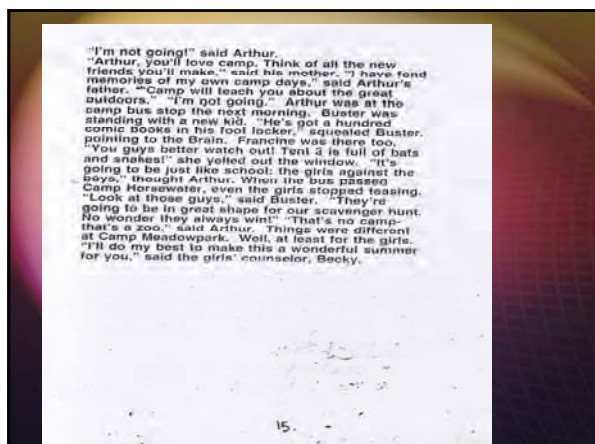 "I'm not going!" said Arthur.
"Arthur, you'll love camp. Think of all the new
friends you'll make," said his mother. "I have fond
memories of my own camp days," said Arthur's
father. "Camp will teach you about the great
outdoors." "I'm not going." Arthur was at the
camp bus stop the next morning. Buster was
standing with a new kid. "He's got a hundred
comic books in his foot locker," squealed Buster,
pointing to the Brain. Francine was there too.
"You guys better watch out! Tent 3 is full of bats
and snakes!" she yelled out the window. "It's
going to be just like school: the girls against the
boys," thought Arthur. When the bus passed
Camp Horsewater, even the girls stopped teasing.
"Look at those guys," said Buster. "They're
going to be in great shape for our scavenger hunt.
No wonder they always win!" "That's no camp-
that's a zoo," said Arthur. Things were different
at Camp Meadowpark. Well, at least for the girls.
"I'll do my best to make this a wonderful summer
for you," said the girls' counselor, Becky.
15.